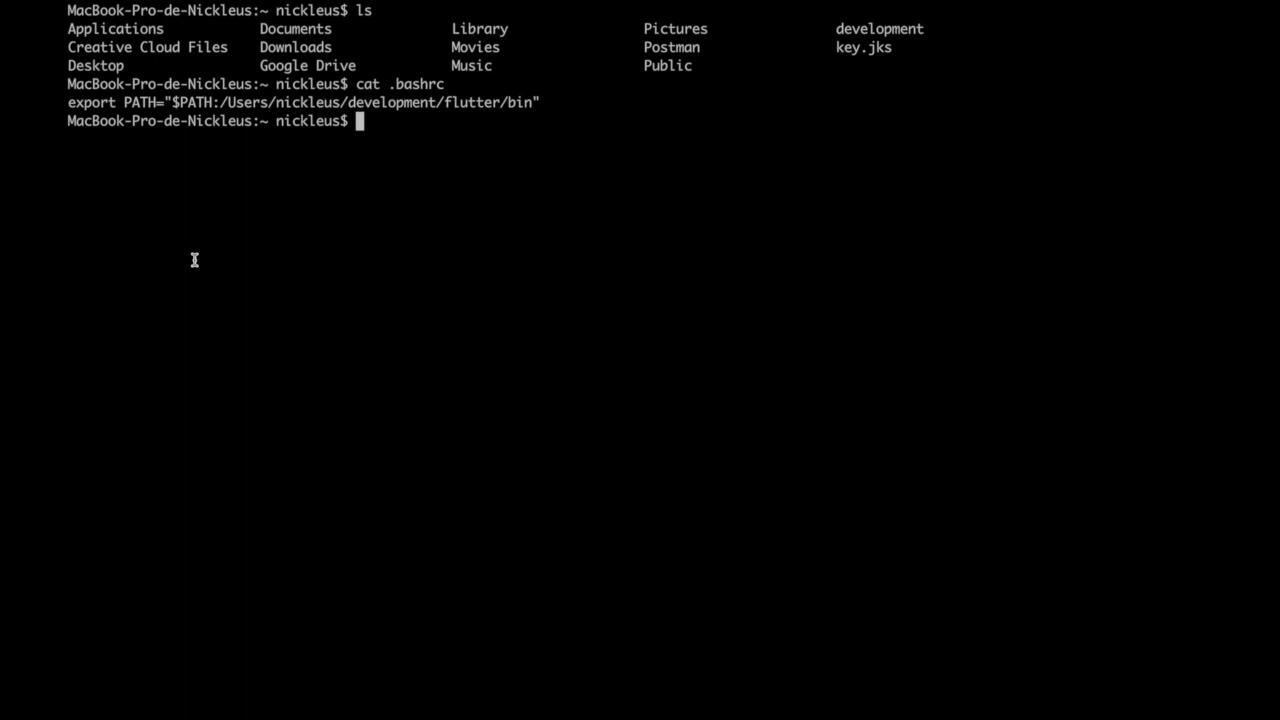 MacBook-Pro-de-Nickleus:~ nickleus$ ls
Applications Documents Library Pictures development
Creative Cloud Files Downloads Movies Postman key.jks
Desktop Google Drive Music Public
MacBook-Pro-de-Nickleus:~ nickleus$ cat .bashrc
export PATH="$PATH:/Users/nickleus/development/flutter/bin"
MacBook-Pro-de-Nickleus:~ nickleus$